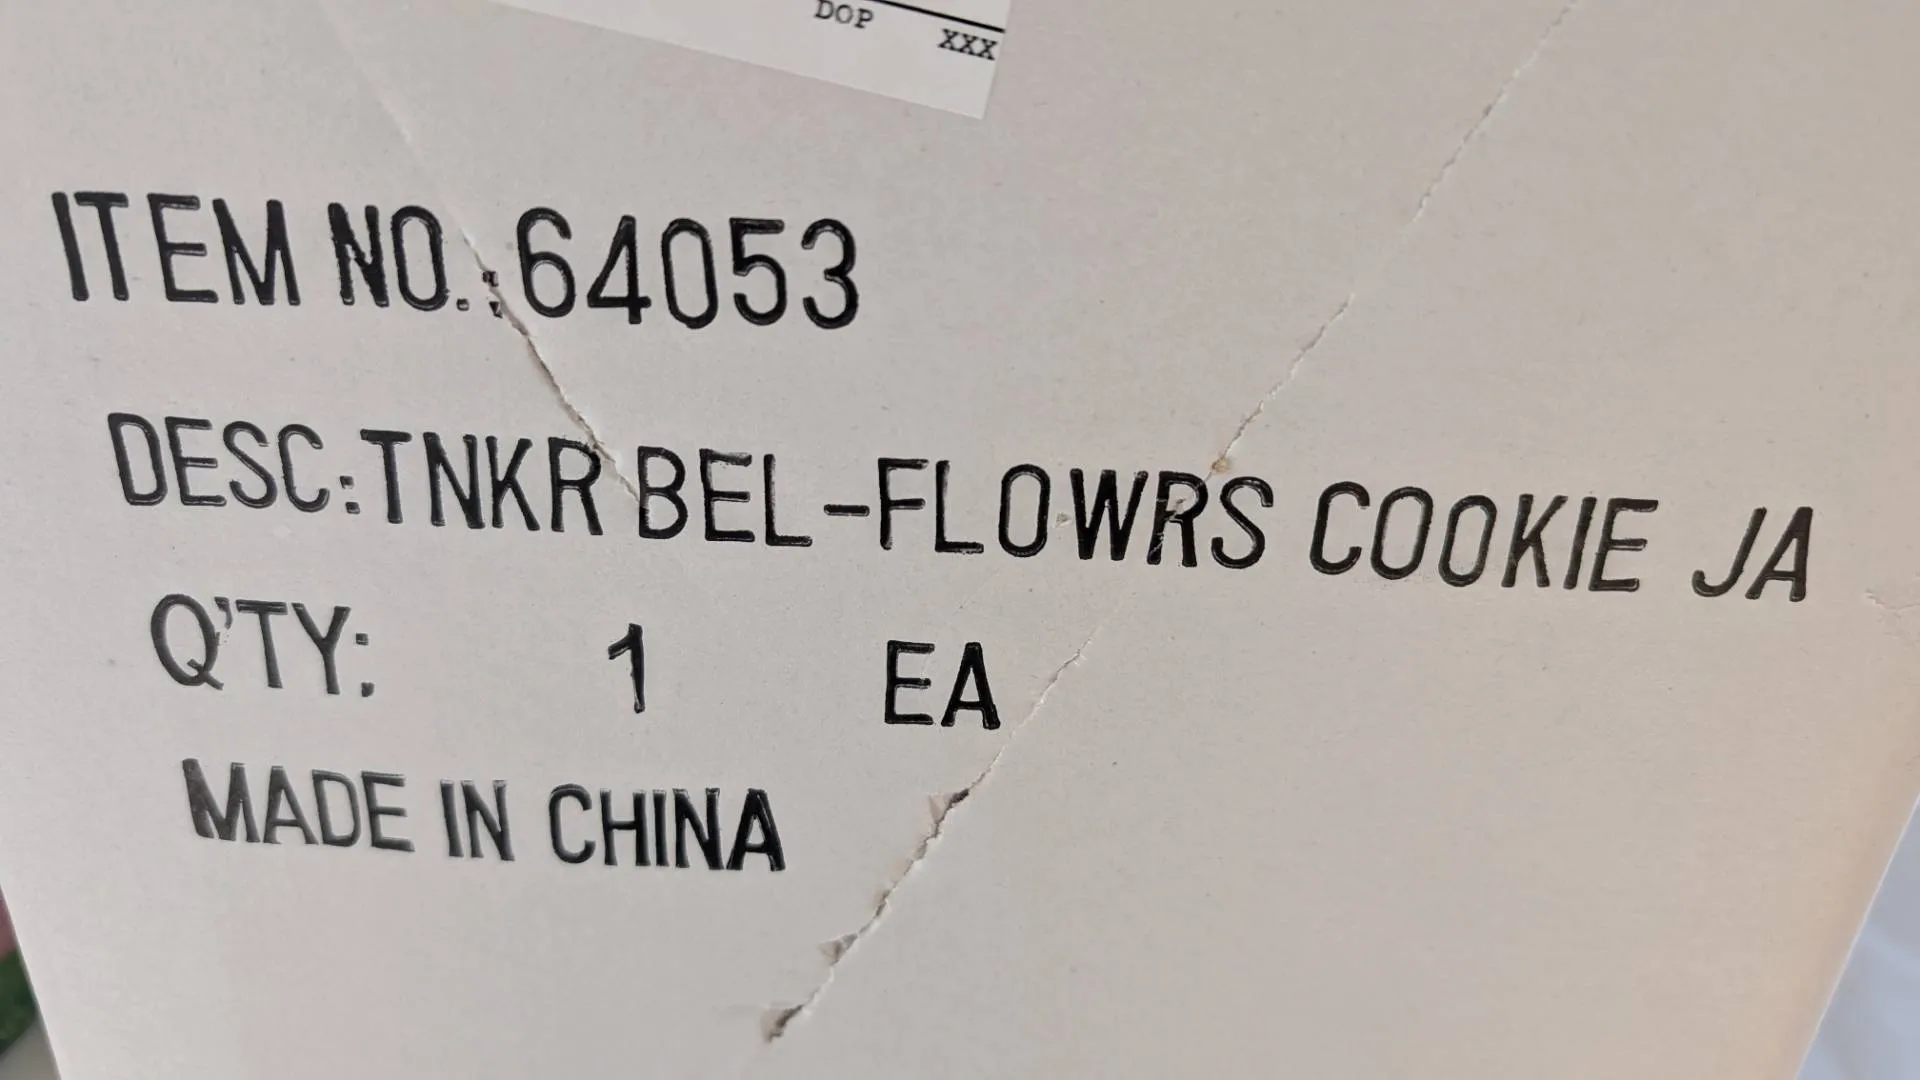 DOP XXX
ITEM NO.: 64053
DESC: TNKR BEL-FLOWRS COOKIE JA
Q'TY: 1 EA
MADE IN CHINA